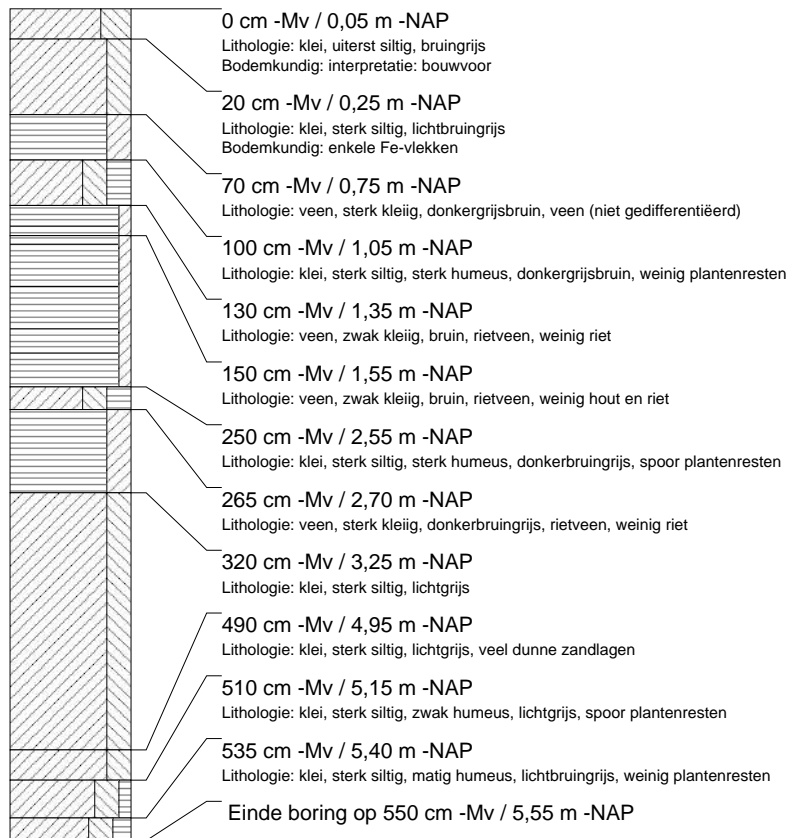 0 cm -Mv / 0,05 m -NAP
Lithologie: klei, uiterst siltig, bruingrijs
Bodemkundig: interpretatie: bouwvoor
20 cm -Mv / 0,25 m -NAP
Lithologie: klei, sterk siltig, lichtbruingrijs
Bodemkundig: enkele Fe-vlekken
70 cm -Mv / 0,75 m -NAP
Lithologie: veen, sterk kleiig, donkergrijsbruin, veen (niet gedifferentiëerd)
100 cm -Mv / 1,05 m -NAP
Lithologie: klei, sterk siltig, sterk humeus, donkergrijsbruin, weinig plantenresten
130 cm -Mv / 1,35 m -NAP
Lithologie: veen, zwak kleiig, bruin, rietveen, weinig riet
150 cm -Mv / 1,55 m -NAP
Lithologie: veen, zwak kleiig, bruin, rietveen, weinig hout en riet
250 cm -Mv / 2,55 m -NAP
Lithologie: klei, sterk siltig, sterk humeus, donkerbruingrijs, spoor plantenresten
265 cm -Mv / 2,70 m -NAP
Lithologie: veen, sterk kleiig, donkerbruingrijs, rietveen, weinig riet
320 cm -Mv / 3,25 m -NAP
Lithologie: klei, sterk siltig, lichtgrijs
490 cm -Mv / 4,95 m -NAP
Lithologie: klei, sterk siltig, lichtgrijs, veel dunne zandlagen
510 cm -Mv / 5,15 m -NAP
Lithologie: klei, sterk siltig, zwak humeus, lichtgrijs, spoor plantenresten
535 cm -Mv / 5,40 m -NAP
Lithologie: klei, sterk siltig, matig humeus, lichtbruingrijs, weinig plantenresten
Einde boring op 550 cm -Mv / 5,55 m -NAP